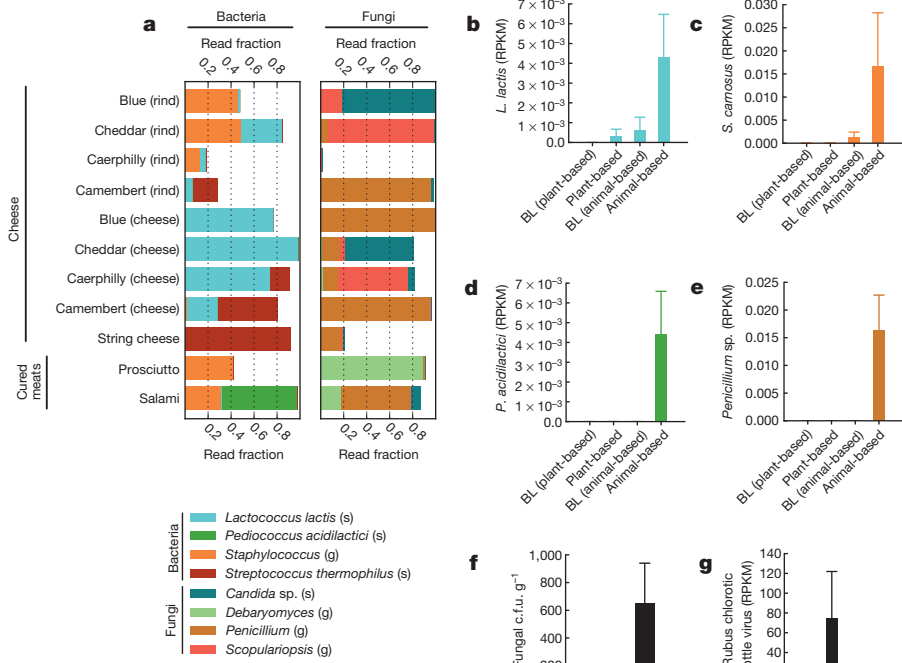 a
Bacteria
Fungi
Read fraction
Read fraction
0.2 0.4 0.6 0.8
0.2 0.4 0.6 0.8
Cheese
Blue (rind)
Cheddar (rind)
Caerphilly (rind)
Camembert (rind)
Blue (cheese)
Cheddar (cheese)
Caerphilly (cheese)
Camembert (cheese)
String cheese
Cured meats
Prosciutto
Salami
0.2 0.4 0.6 0.8
0.2 0.4 0.6 0.8
Read fraction
Read fraction
Bacteria
Lactococcus lactis (s)
Pediococcus acidilactici (s)
Staphylococcus (g)
Streptococcus thermophilus (s)
Fungi
Candida sp. (s)
Debaryomyces (g)
Penicillium (g)
Scopulariopsis (g)
b
L. lactis (RPKM)
7 × 10⁻³
6 × 10⁻³
5 × 10⁻³
4 × 10⁻³
3 × 10⁻³
2 × 10⁻³
1 × 10⁻³
0.0
BL (plant-based)
Plant-based
BL (animal-based)
Animal-based
c
S. carnosus (RPKM)
0.030
0.025
0.020
0.015
0.010
0.005
0.000
BL (plant-based)
Plant-based
BL (animal-based)
Animal-based
d
P. acidilactici (RPKM)
7 × 10⁻³
6 × 10⁻³
5 × 10⁻³
4 × 10⁻³
3 × 10⁻³
2 × 10⁻³
1 × 10⁻³
0.0
BL (plant-based)
Plant-based
BL (animal-based)
Animal-based
e
Penicillium sp. (RPKM)
0.025
0.020
0.015
0.010
0.005
0.000
BL (plant-based)
Plant-based
BL (animal-based)
Animal-based
f
Fungal c.f.u. g⁻¹
1,000
800
600
400
200
g
Rubus chlorotic
ottle virus (RPKM)
140
120
100
80
60
40